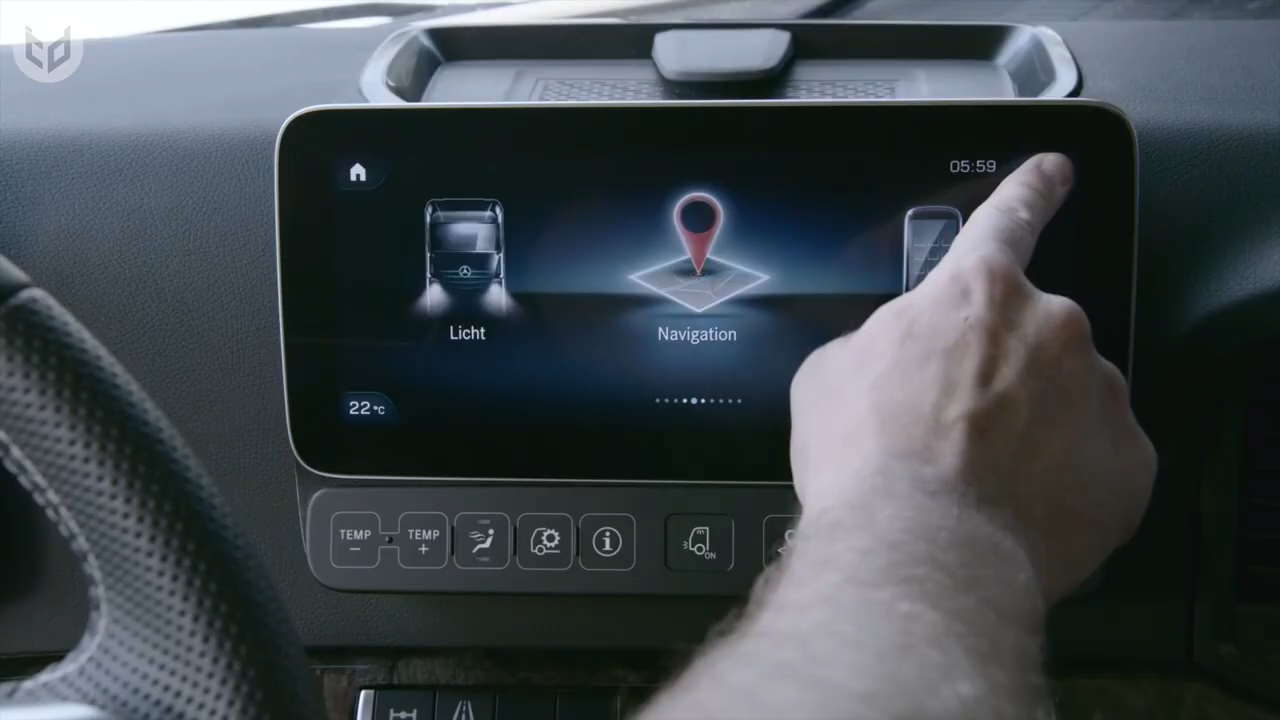 05:59
Licht
Navigation
22 °C
TEMP
−
TEMP
+
ON